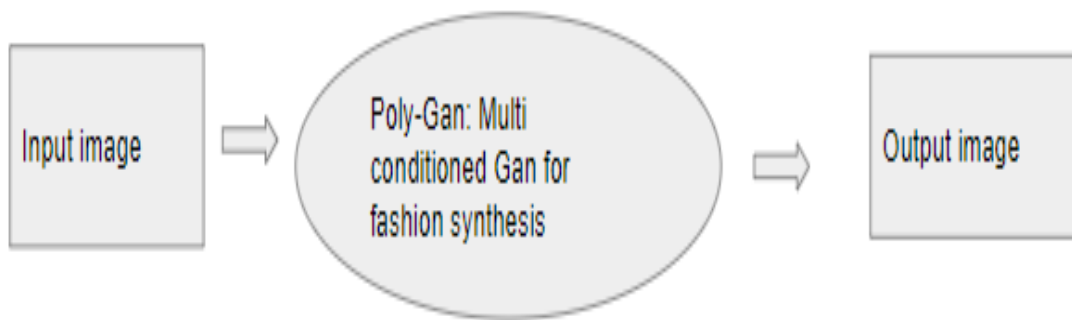 Input image
Poly-Gan: Multi
conditioned Gan for
fashion synthesis
Output image